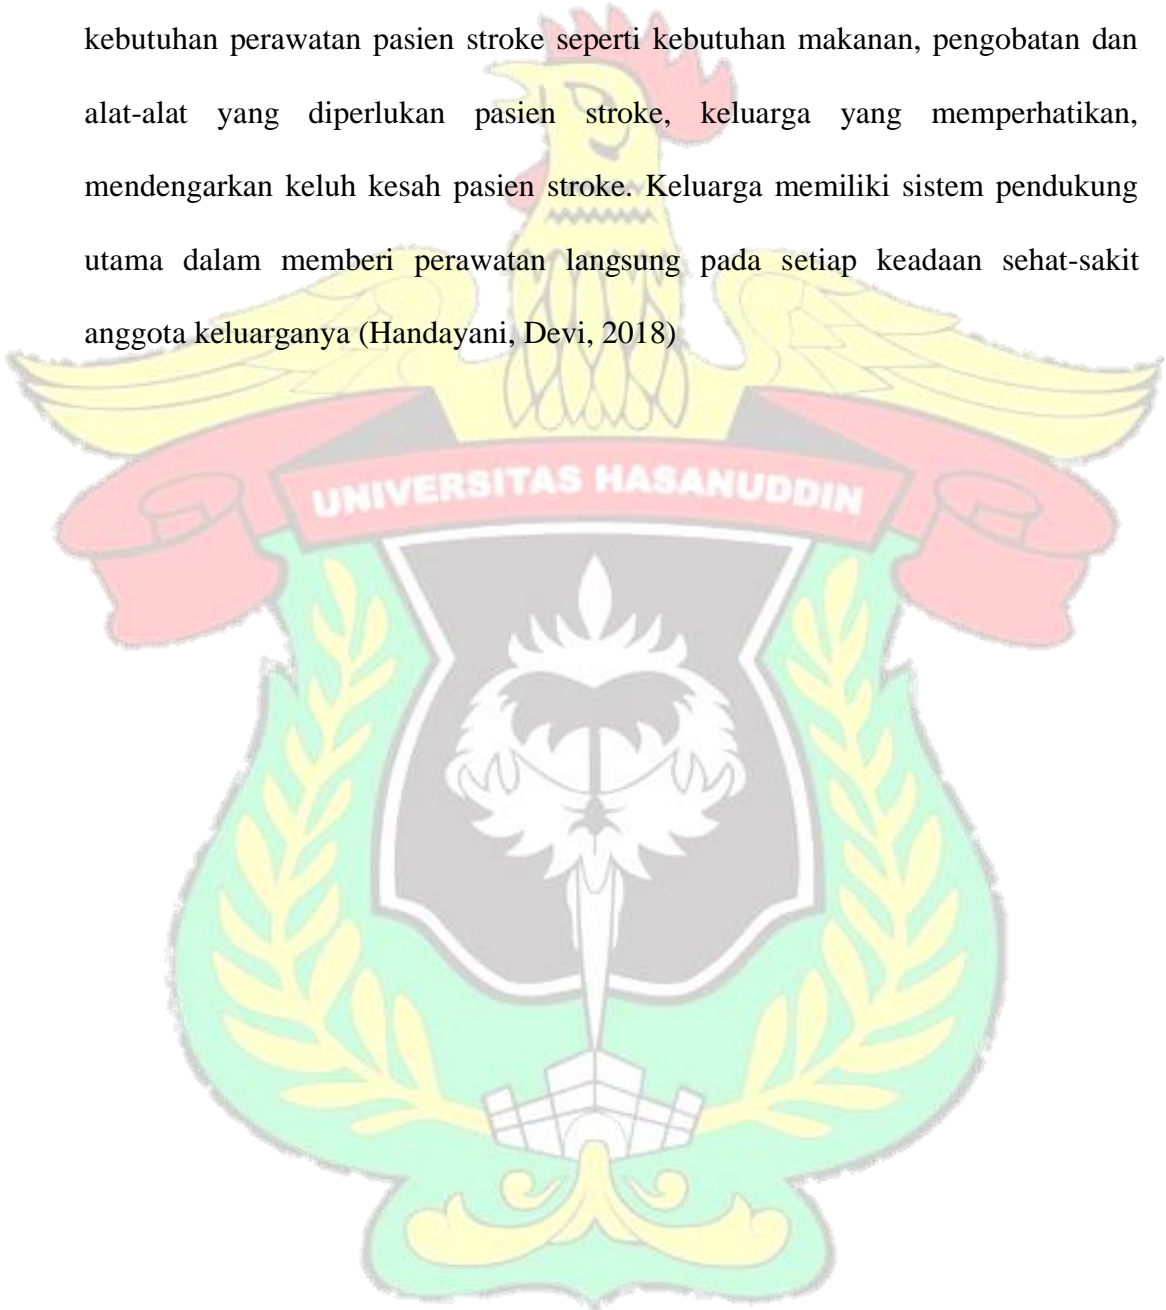 kebutuhan perawatan pasien stroke seperti kebutuhan makanan, pengobatan dan
alat-alat yang diperlukan pasien stroke, keluarga yang memperhatikan,
mendengarkan keluh kesah pasien stroke. Keluarga memiliki sistem pendukung
utama dalam memberi perawatan langsung pada setiap keadaan sehat-sakit
anggota keluarganya (Handayani, Devi, 2018)
UNIVERSITAS HASANUDDIN